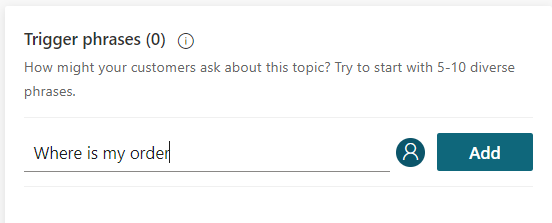 Trigger phrases (0)
How might your customers ask about this topic? Try to start with 5-10 diverse
phrases.
Where is my order
Add